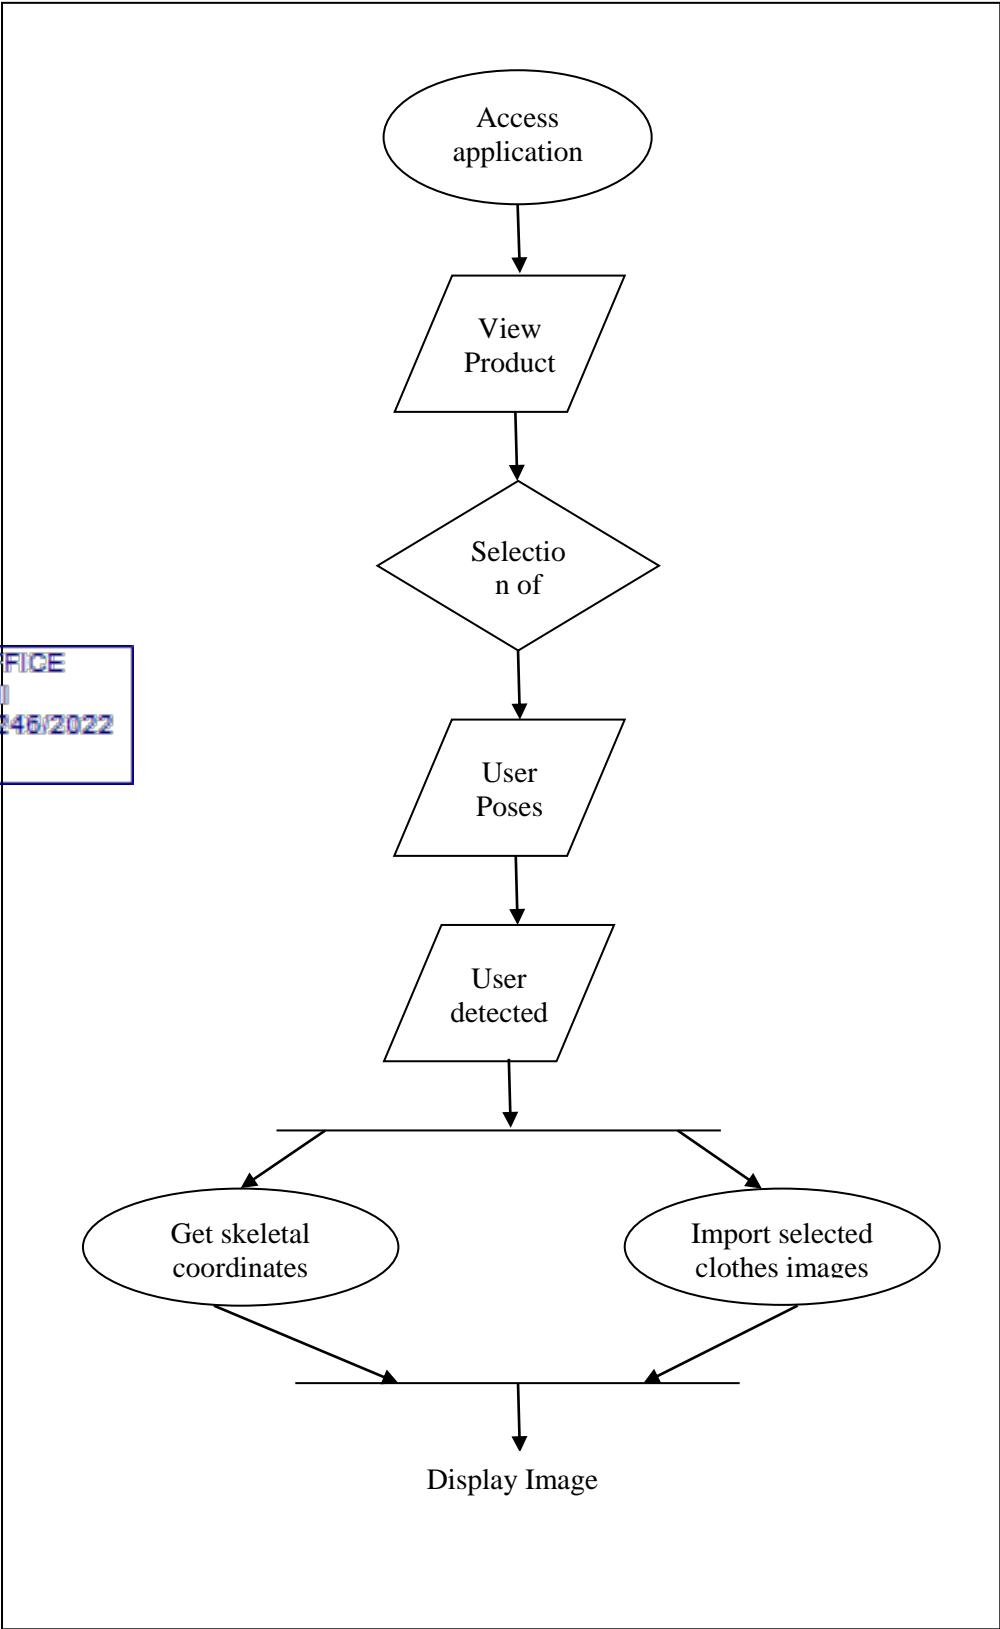 Access
application
View
Product
Selectio
n of
FICE
246/2022
User
Poses
User
detected
Get skeletal
coordinates
Import selected
clothes images
Display Image